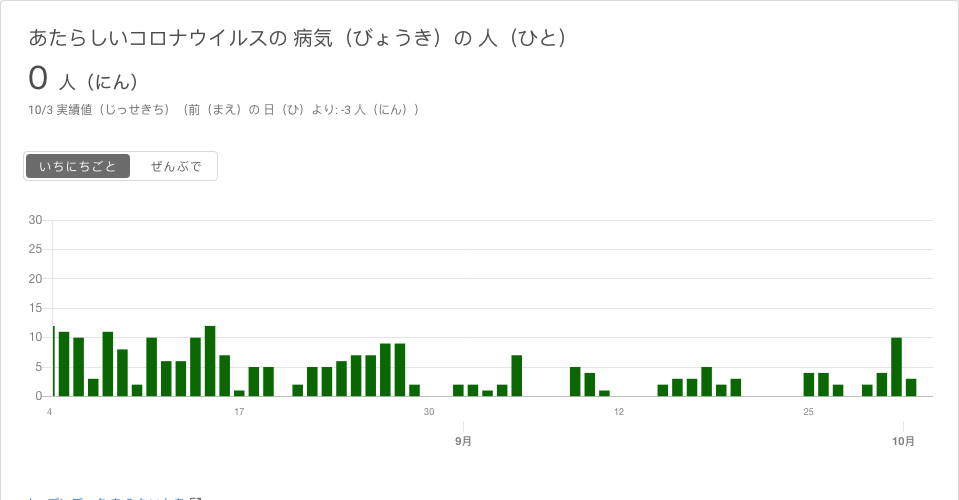 あたらしいコロナウイルスの 病気（びょうき）の 人（ひと）
0 人（にん）
10/3 実績値（じっせきち）（前（まえ）の 日（ひ）より: -3 人（にん））
いちにちごと ぜんぶで
30
25
20
15
10
5
0
4 17 30 12 25
9月 10月